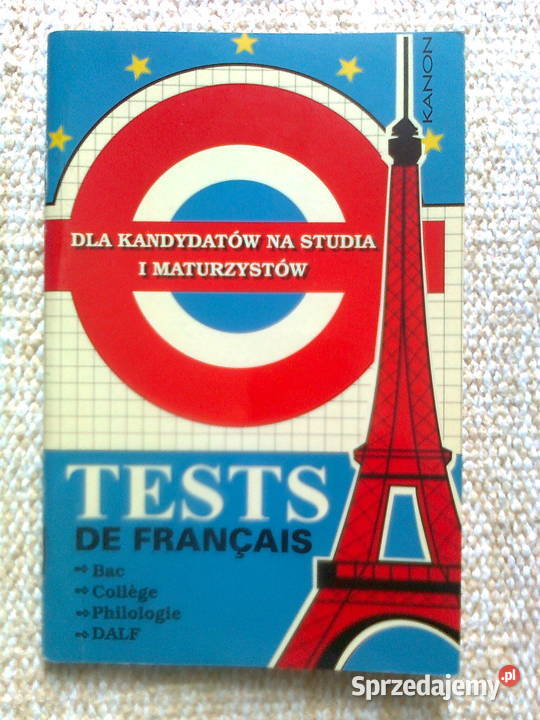 KANON
DLA KANDYDATÓW NA STUDIA
I MATURZYSTÓW
TESTS
DE FRANÇAIS
⇨ Bac
⇨ Collège
⇨ Philologie
⇨ DALF
Sprzedajemy.pl